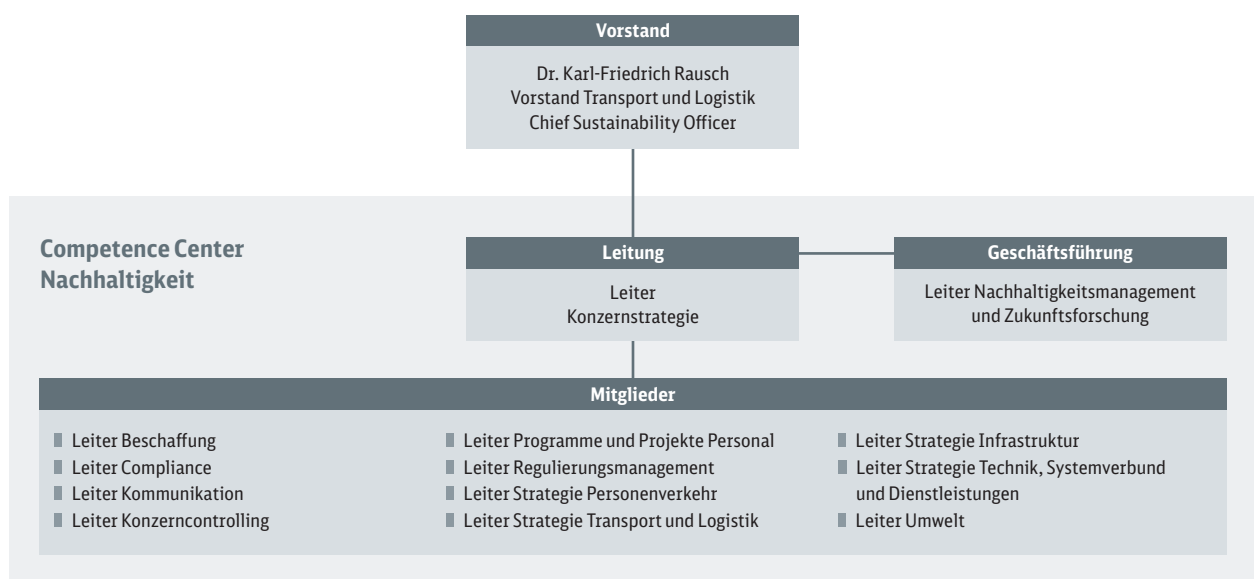 Vorstand
Dr. Karl-Friedrich Rausch
Vorstand Transport und Logistik
Chief Sustainability Officer
Competence Center
Nachhaltigkeit
Leitung
Leiter
Konzernstrategie
Geschäftsführung
Leiter Nachhaltigkeitsmanagement
und Zukunftsforschung
Mitglieder
Leiter Beschaffung
Leiter Compliance
Leiter Kommunikation
Leiter Konzerncontrolling
Leiter Programme und Projekte Personal
Leiter Regulierungsmanagement
Leiter Strategie Personenverkehr
Leiter Strategie Transport und Logistik
Leiter Strategie Infrastruktur
Leiter Strategie Technik, Systemverbund
und Dienstleistungen
Leiter Umwelt